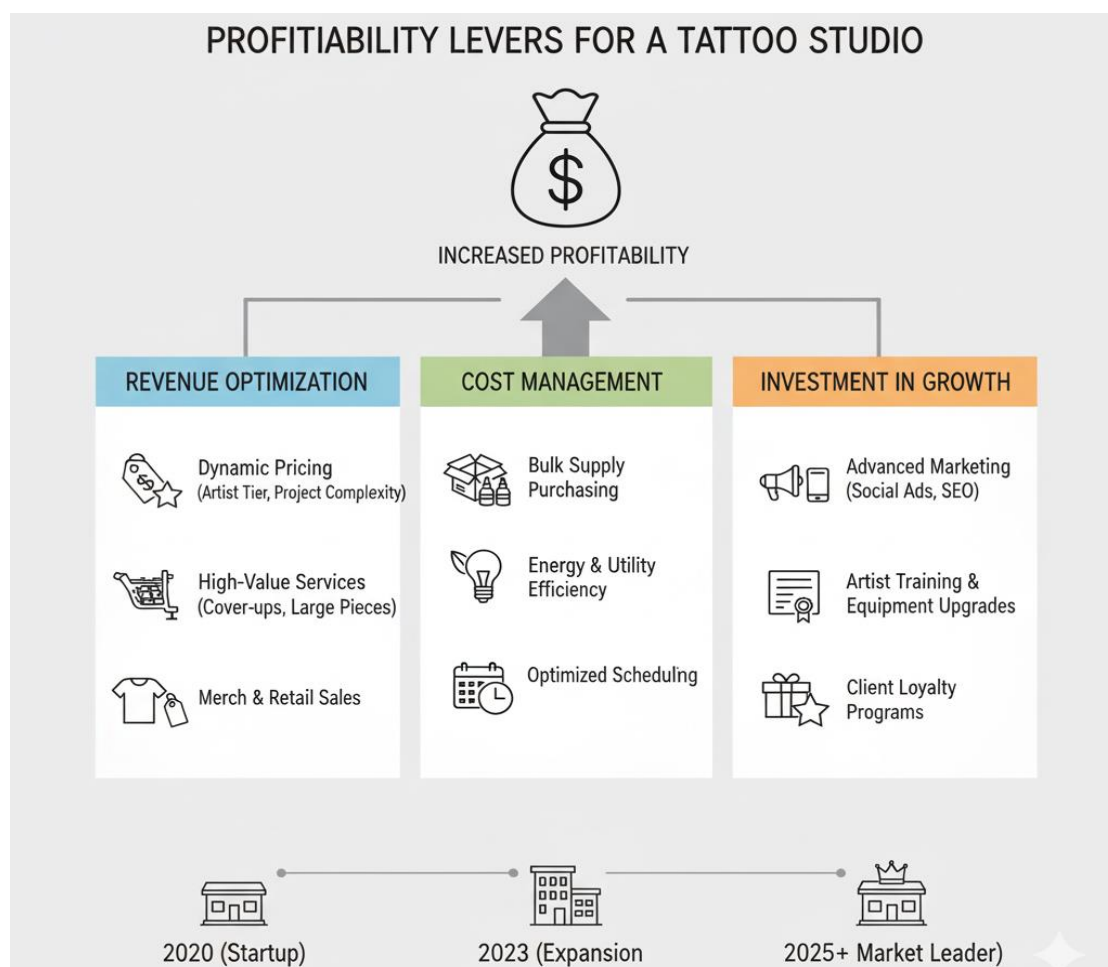 PROFITIABILITY LEVERS FOR A TATTOO STUDIO
$
INCREASED PROFITABILITY
REVENUE OPTIMIZATION
$
Dynamic Pricing
(Artist Tier, Project Complexity)
High-Value Services
(Cover-ups, Large Pieces)
Merch & Retail Sales
COST MANAGEMENT
Bulk Supply
Purchasing
Energy & Utility
Efficiency
Optimized Scheduling
INVESTMENT IN GROWTH
Advanced Marketing
(Social Ads, SEO)
Artist Training &
Equipment Upgrades
Client Loyalty
Programs
2020 (Startup)
2023 (Expansion
2025+ Market Leader)